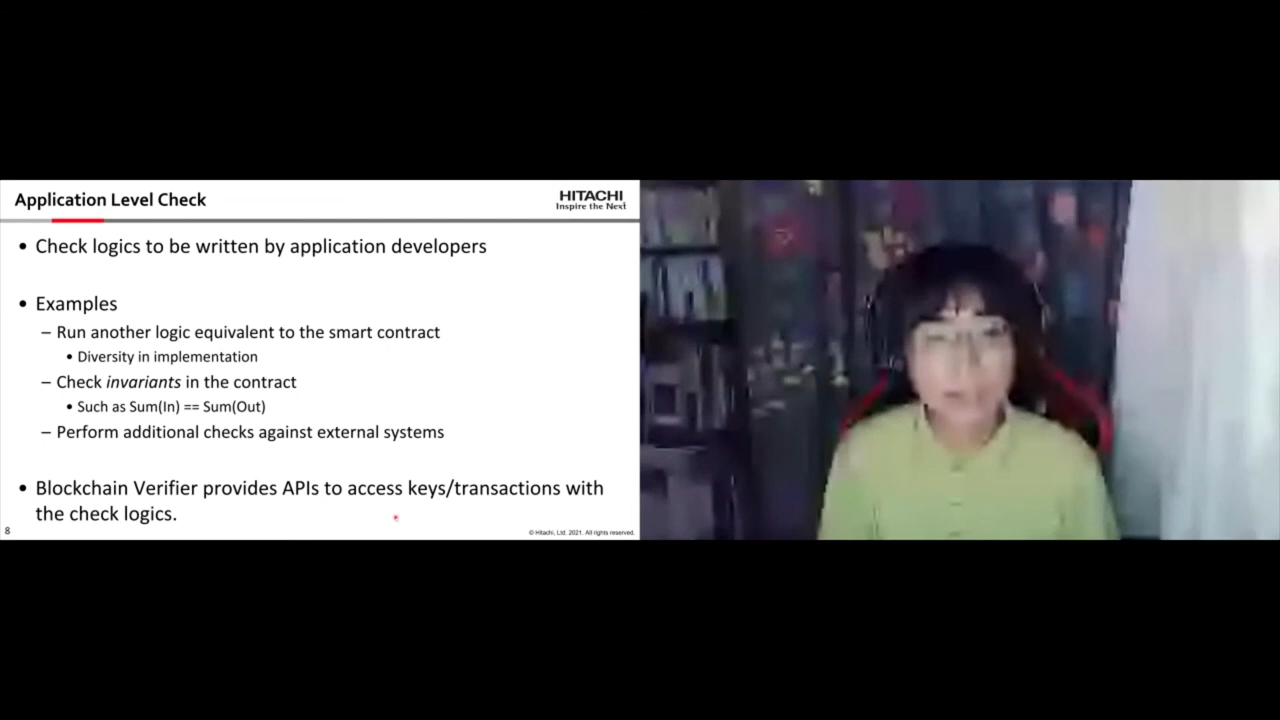 Application Level Check
HITACHI
Inspire the Next
• Check logics to be written by application developers
• Examples
– Run another logic equivalent to the smart contract
• Diversity in implementation
– Check invariants in the contract
• Such as Sum(In) == Sum(Out)
– Perform additional checks against external systems
• Blockchain Verifier provides APIs to access keys/transactions with
the check logics.
8
© Hitachi, Ltd. 2021. All rights reserved.